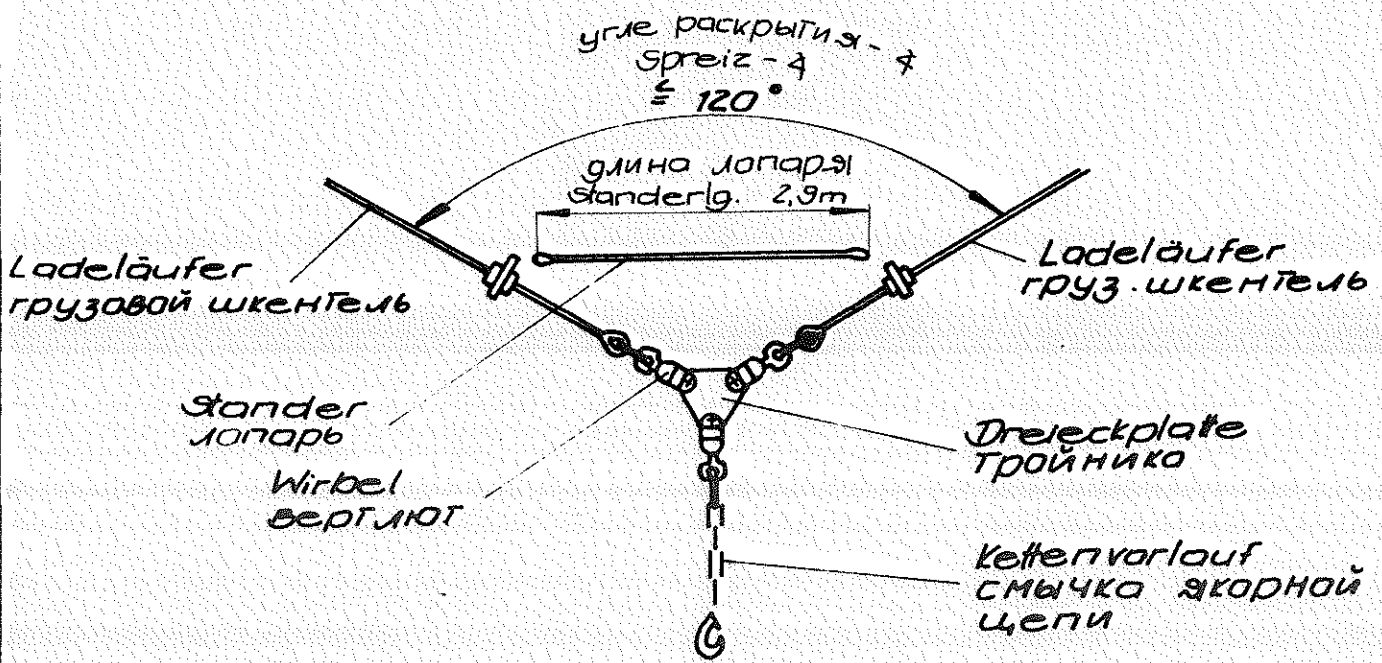 угле раскрытия - ∢
Spreiz - ∢
≦ 120°
длина лопаря
Standerlg. 2,9m
Ladeläufer
грузовой шкентель
Ladeläufer
груз. шкентель
Stander
лопарь
Wirbel
вертлют
Dreieckplatte
тройника
Kettenvorlauf
смычка якорной
цепи